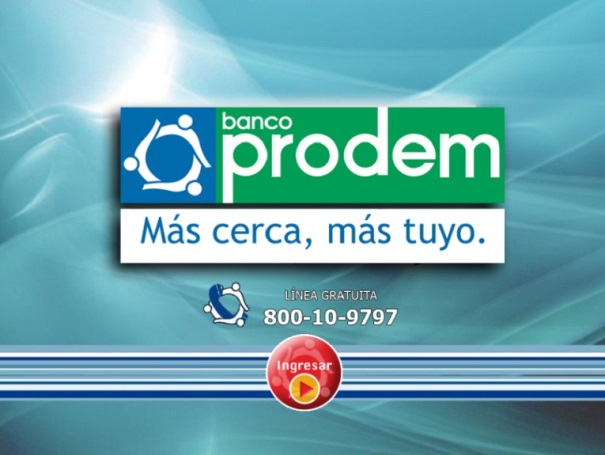 banco
prodem
Más cerca, más tuyo.
LÍNEA GRATUITA
800-10-9797
Ingresar